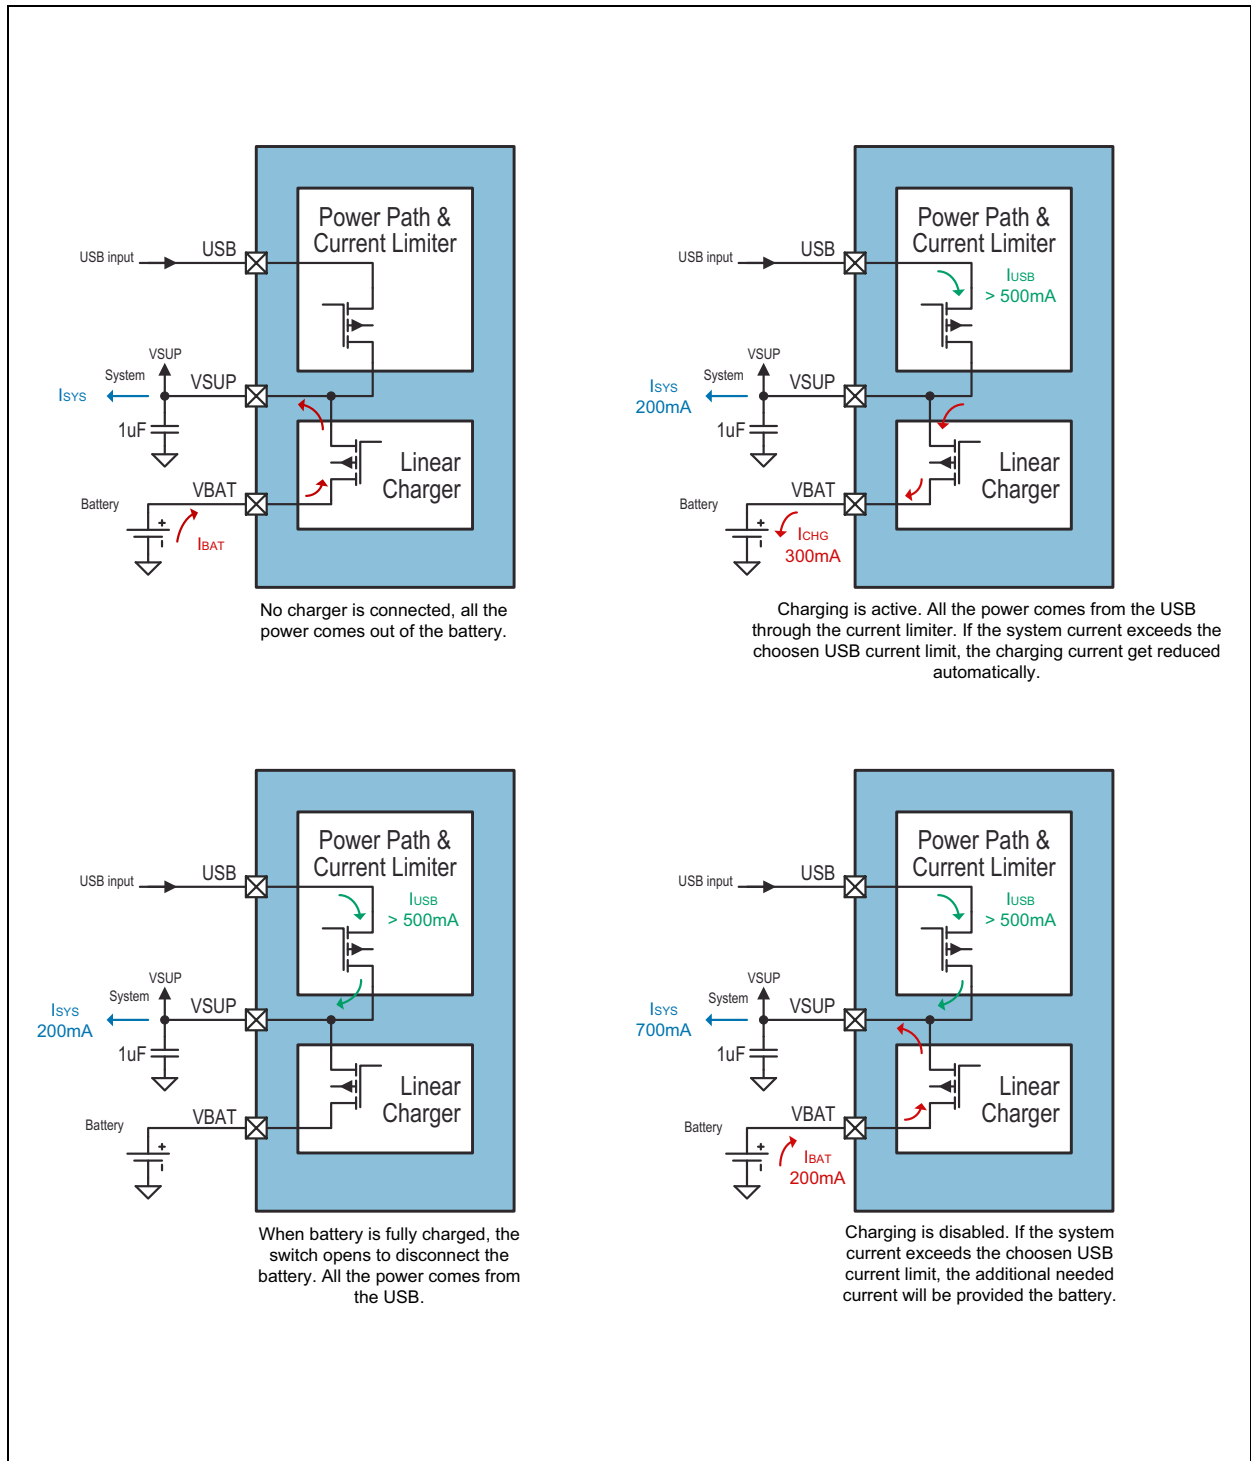 Power Path &
Current Limiter
USB input
USB
VSUP
System
VSUP
ISYS
1uF
Linear
Charger
VBAT
Battery
+
IBAT
No charger is connected, all the
power comes out of the battery.
Power Path &
Current Limiter
USB input
USB
IUSB
> 500mA
VSUP
System
VSUP
ISYS
200mA
1uF
Linear
Charger
VBAT
Battery
+
ICHG
300mA
Charging is active. All the power comes from the USB
through the current limiter. If the system current exceeds the
choosen USB current limit, the charging current get reduced
automatically.
Power Path &
Current Limiter
USB input
USB
IUSB
> 500mA
VSUP
System
VSUP
ISYS
200mA
1uF
Linear
Charger
VBAT
Battery
+
When battery is fully charged, the
switch opens to disconnect the
battery. All the power comes from
the USB.
Power Path &
Current Limiter
USB input
USB
IUSB
> 500mA
VSUP
System
VSUP
ISYS
700mA
1uF
Linear
Charger
VBAT
Battery
+
IBAT
200mA
Charging is disabled. If the system
current exceeds the choosen USB
current limit, the additional needed
current will be provided the battery.